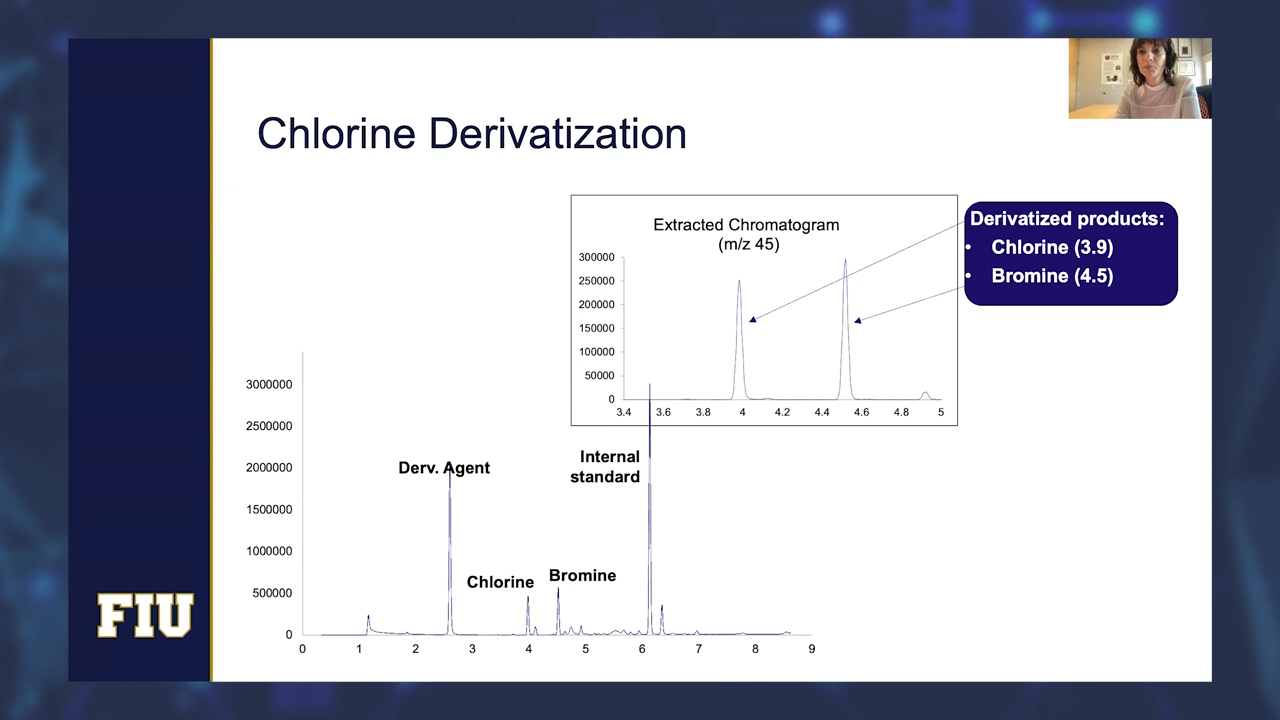 Chlorine Derivatization
Extracted Chromatogram
(m/z 45)
300000
250000
200000
150000
100000
50000
0
3.4 3.6 3.8 4 4.2 4.4 4.6 4.8 5
Derivatized products:
• Chlorine (3.9)
• Bromine (4.5)
3000000
2500000
2000000
1500000
1000000
500000
0
0 1 2 3 4 5 6 7 8 9
Derv. Agent
Internal
standard
Chlorine
Bromine
FIU